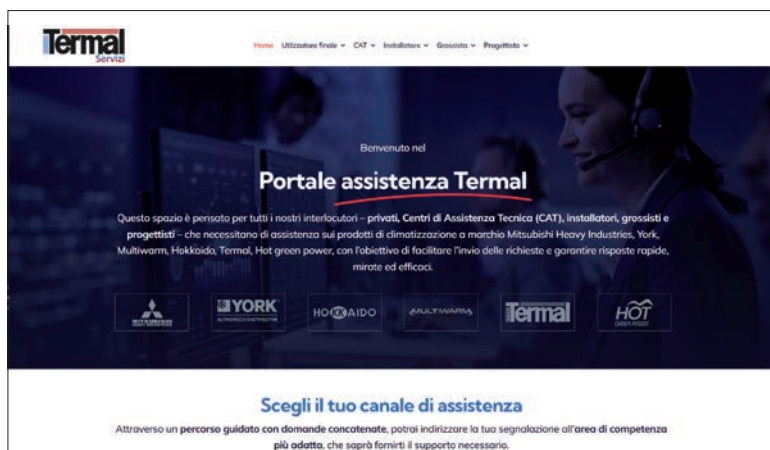 Termal
Servizi
Home Utilizzatore finale CAT Installatore Grossista Progettista
Benvenuto nel
Portale assistenza Termal
Questo spazio è pensato per tutti i nostri interlocutori – privati, Centri di Assistenza Tecnica (CAT), installatori, grossisti e
progettisti – che necessitano di assistenza sui prodotti di climatizzazione a marchio Mitsubishi Heavy Industries, York,
Multiwarm, Hokkaido, Termal, Hot green power, con l'obiettivo di facilitare l'invio delle richieste e garantire risposte rapide,
mirate ed efficaci.
YORK HOKKAIDO MULTIWARM Termal HOT
Scegli il tuo canale di assistenza
Attraverso un percorso guidato con domande concatenate, potrai indirizzare la tua segnalazione all'area di competenza
più adatta, che saprà fornirti il supporto necessario.